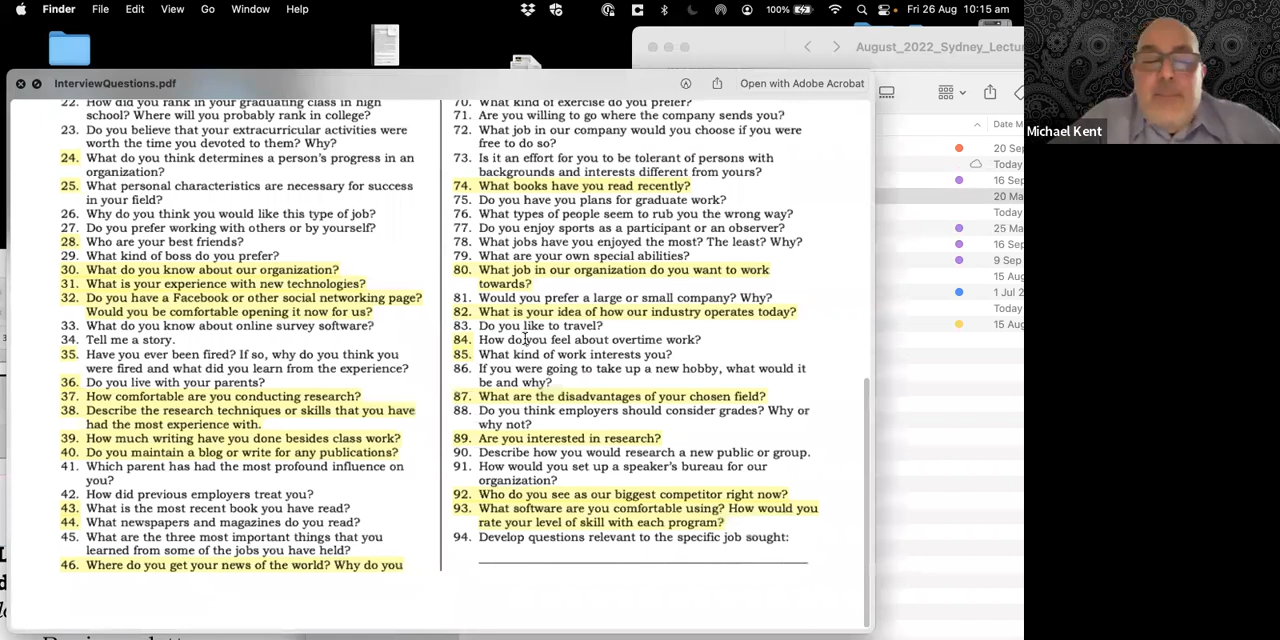 Finder File Edit View Go Window Help
100% Fri 26 Aug 10:15 am
August_2022_Sydney_Lectu
Michael Kent
InterviewQuestions.pdf
Open with Adobe Acrobat
22. How did you rank in your graduating class in high
school? Where will you probably rank in college?
23. Do you believe that your extracurricular activities were
worth the time you devoted to them? Why?
24. What do you think determines a person's progress in an
organization?
25. What personal characteristics are necessary for success
in your field?
26. Why do you think you would like this type of job?
27. Do you prefer working with others or by yourself?
28. Who are your best friends?
29. What kind of boss do you prefer?
30. What do you know about our organization?
31. What is your experience with new technologies?
32. Do you have a Facebook or other social networking page?
Would you be comfortable opening it now for us?
33. What do you know about online survey software?
34. Tell me a story.
35. Have you ever been fired? If so, why do you think you
were fired and what did you learn from the experience?
36. Do you live with your parents?
37. How comfortable are you conducting research?
38. Describe the research techniques or skills that you have
had the most experience with.
39. How much writing have you done besides class work?
40. Do you maintain a blog or write for any publications?
41. Which parent has had the most profound influence on
you?
42. How did previous employers treat you?
43. What is the most recent book you have read?
44. What newspapers and magazines do you read?
45. What are the three most important things that you
learned from some of the jobs you have held?
46. Where do you get your news of the world? Why do you
70. What kind of exercise do you prefer?
71. Are you willing to go where the company sends you?
72. What job in our company would you choose if you were
free to do so?
73. Is it an effort for you to be tolerant of persons with
backgrounds and interests different from yours?
74. What books have you read recently?
75. Do you have plans for graduate work?
76. What types of people seem to rub you the wrong way?
77. Do you enjoy sports as a participant or an observer?
78. What jobs have you enjoyed the most? The least? Why?
79. What are your own special abilities?
80. What job in our organization do you want to work
towards?
81. Would you prefer a large or small company? Why?
82. What is your idea of how our industry operates today?
83. Do you like to travel?
84. How do you feel about overtime work?
85. What kind of work interests you?
86. If you were going to take up a new hobby, what would it
be and why?
87. What are the disadvantages of your chosen field?
88. Do you think employers should consider grades? Why or
why not?
89. Are you interested in research?
90. Describe how you would research a new public or group.
91. How would you set up a speaker's bureau for our
organization?
92. Who do you see as our biggest competitor right now?
93. What software are you comfortable using? How would you
rate your level of skill with each program?
94. Develop questions relevant to the specific job sought:
Date M
20 Sep
Today
16 Sep
20 Ma
Today
25 Ma
16 Sep
9 Sep
15 Aug
1 Jul 2
Today
15 Aug